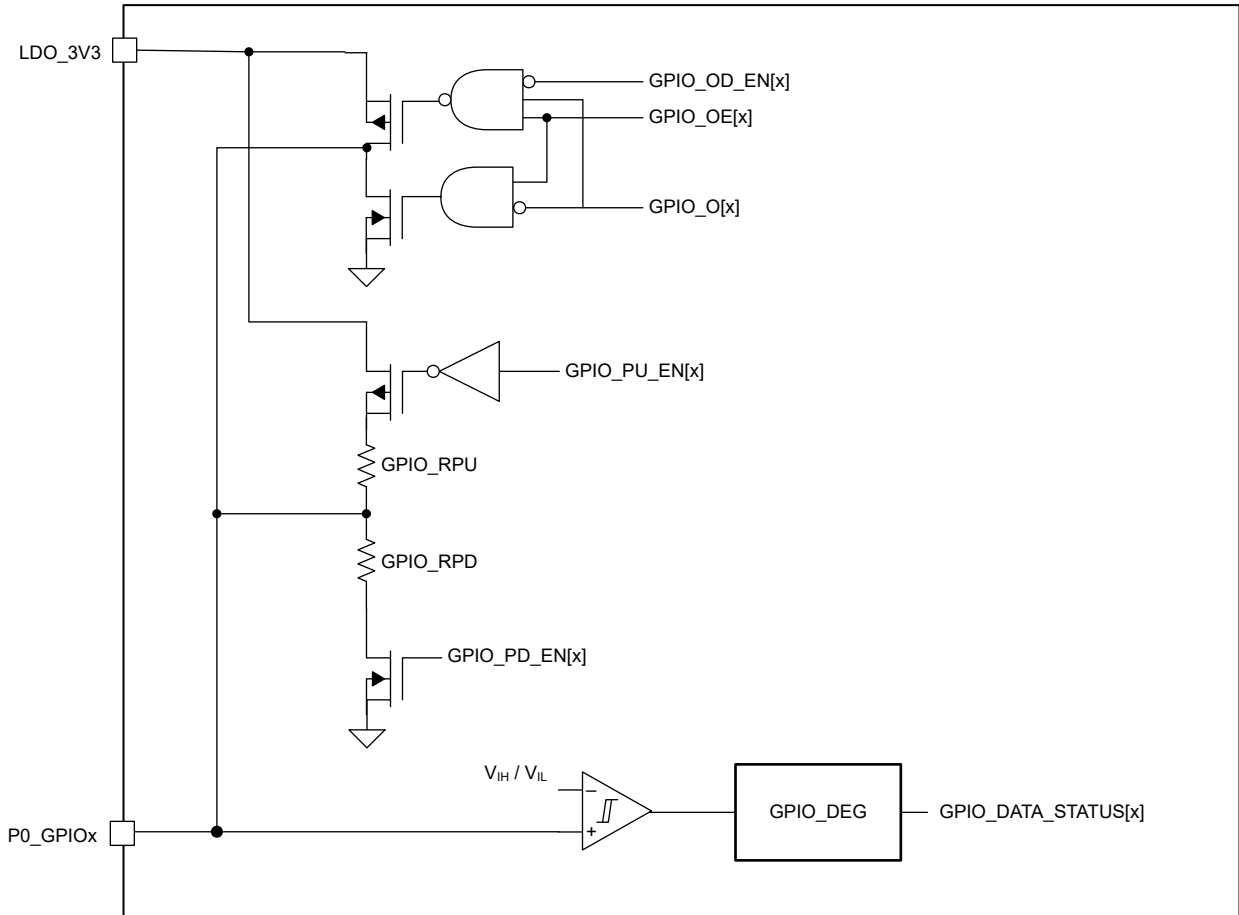 LDO_3V3
GPIO_OD_EN[x]
GPIO_OE[x]
GPIO_O[x]
GPIO_PU_EN[x]
GPIO_RPU
GPIO_RPD
GPIO_PD_EN[x]
VIH / VIL
−
+
GPIO_DEG
GPIO_DATA_STATUS[x]
P0_GPIOx